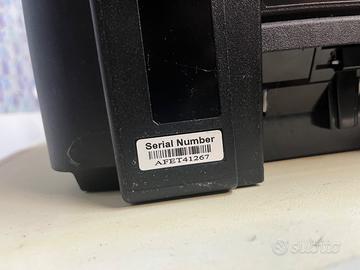 Serial Number
AFET41267
subito